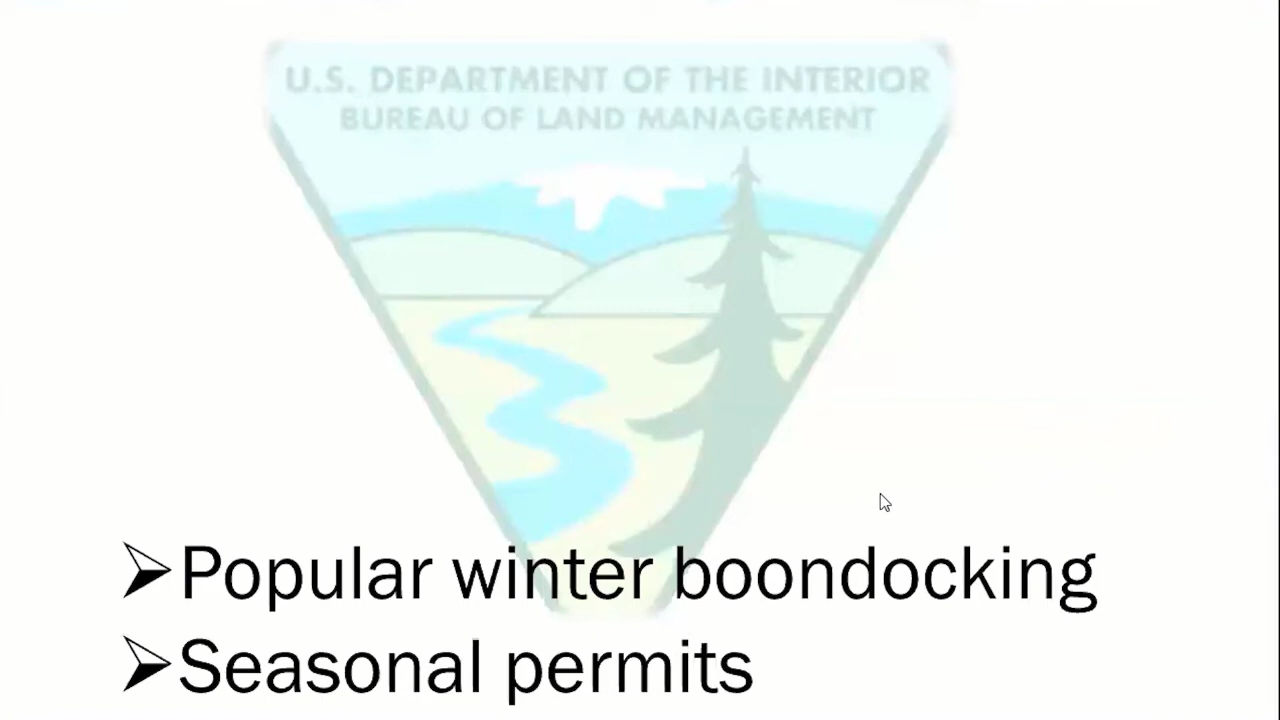 U.S. DEPARTMENT OF THE INTERIOR
BUREAU OF LAND MANAGEMENT
Popular winter boondocking
Seasonal permits